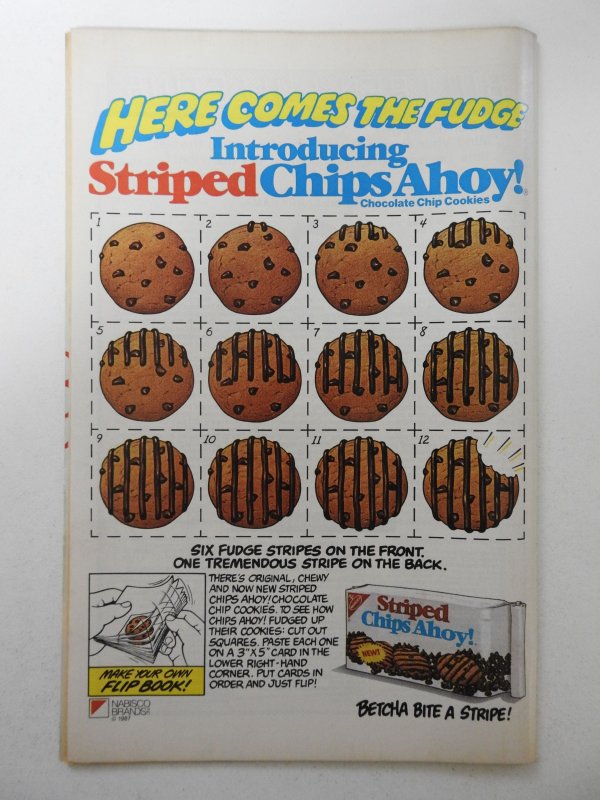 HERE COMES THE FUDGE
Introducing
Striped Chips Ahoy!®
Chocolate Chip Cookies
1 2 3 4
5 6 7 8
9 10 11 12
SIX FUDGE STRIPES ON THE FRONT.
ONE TREMENDOUS STRIPE ON THE BACK.
THERE'S ORIGINAL, CHEWY
AND NOW NEW STRIPED
CHIPS AHOY! CHOCOLATE
CHIP COOKIES. TO SEE HOW
CHIPS AHOY! FUDGED UP
THEIR COOKIES: CUT OUT
SQUARES. PASTE EACH ONE
ON A 3"X5" CARD IN THE
LOWER RIGHT-HAND
CORNER. PUT CARDS IN
ORDER AND JUST FLIP!
MAKE YOUR OWN
FLIP BOOK!
NABISCO
BRANDS
© 1987
Striped
Chips Ahoy!
NEW!
BETCHA BITE A STRIPE!